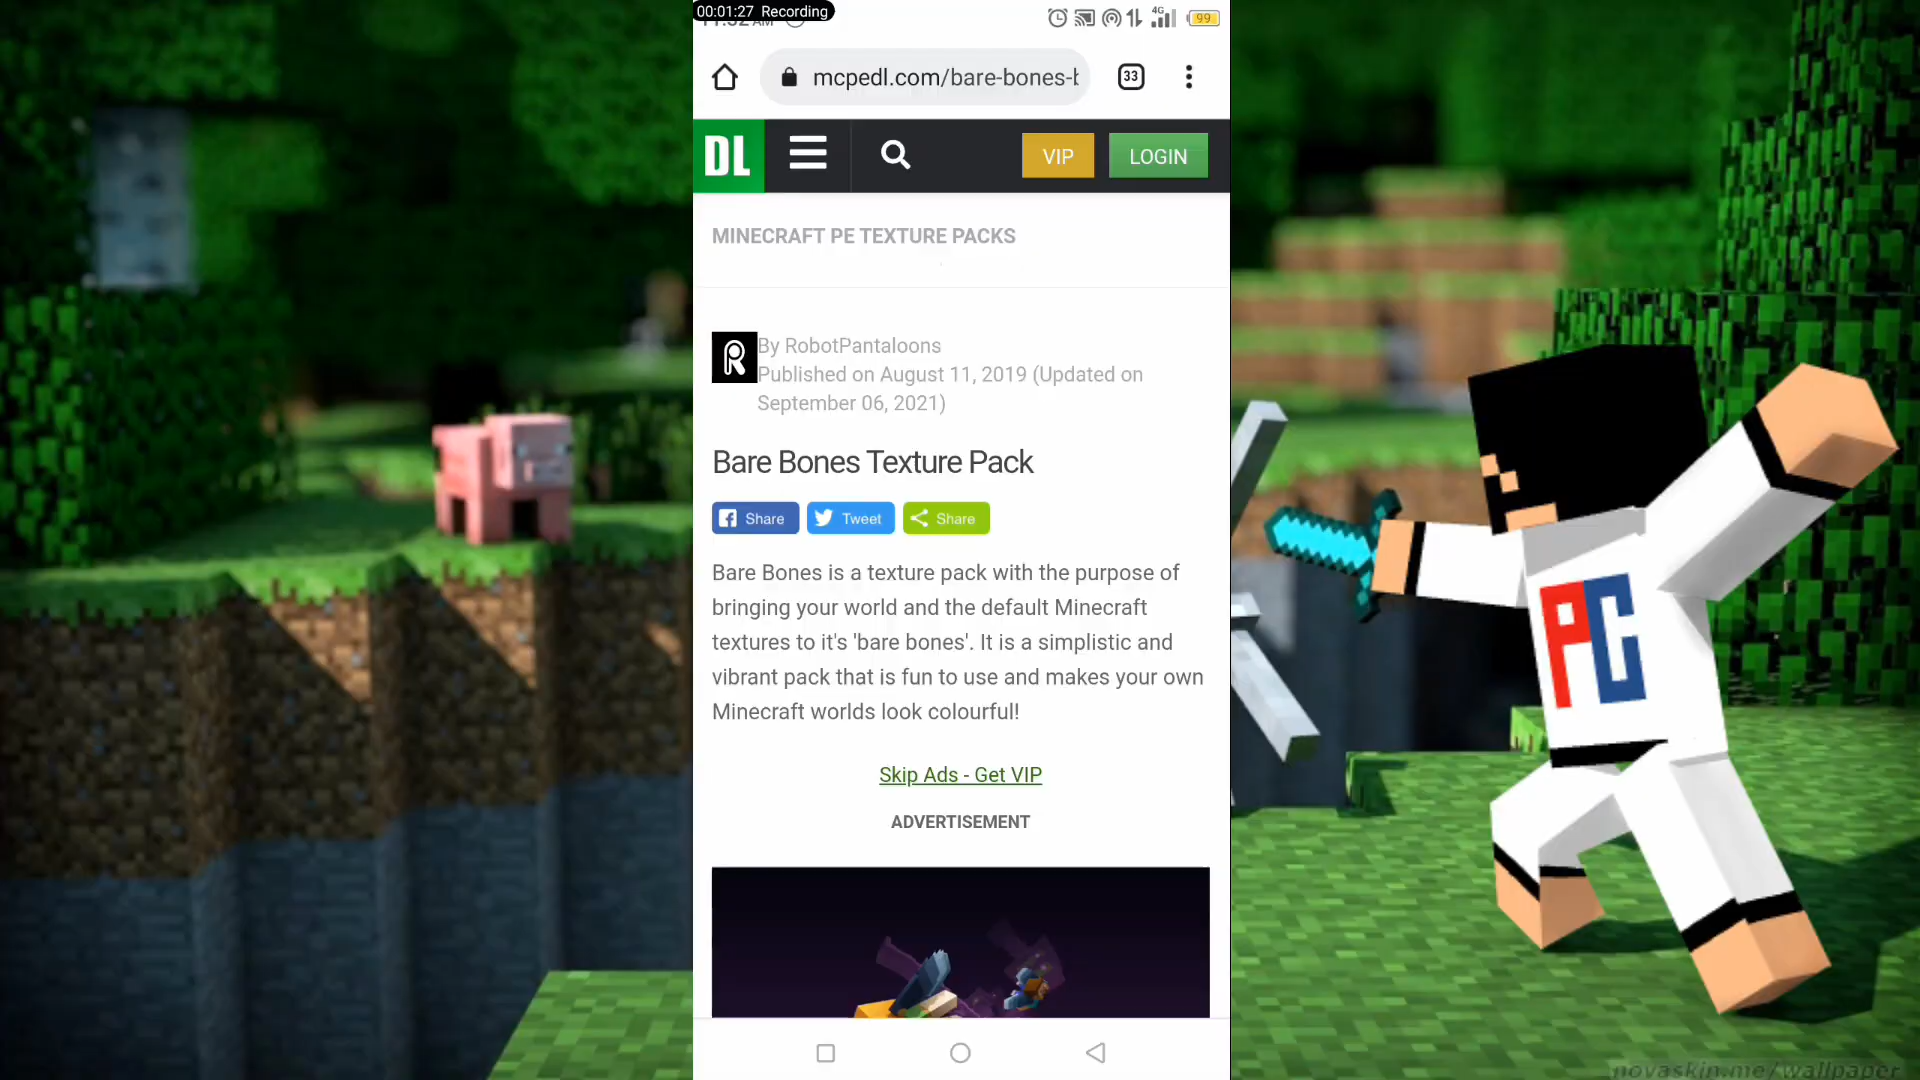 00:01:27 Recording
4G
99
mcpedl.com/bare-bones-b
33
DL
VIP
LOGIN
MINECRAFT PE TEXTURE PACKS
R
By RobotPantaloons
Published on August 11, 2019 (Updated on
September 06, 2021)
Bare Bones Texture Pack
Share
Tweet
Share
Bare Bones is a texture pack with the purpose of
bringing your world and the default Minecraft
textures to it's 'bare bones'. It is a simplistic and
vibrant pack that is fun to use and makes your own
Minecraft worlds look colourful!
Skip Ads - Get VIP
ADVERTISEMENT
PC
novaskin.me/wallpaper